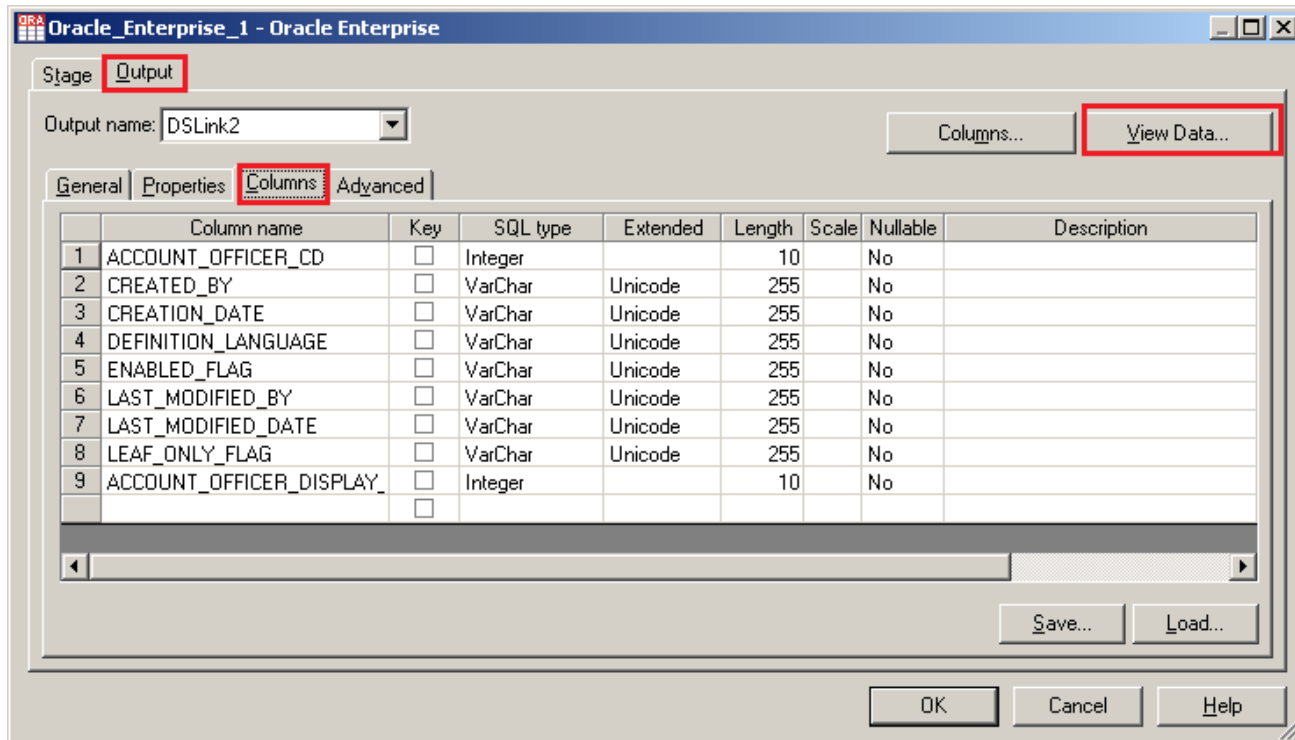 ORA Oracle_Enterprise_1 - Oracle Enterprise
Stage Output
Output name: DSLink2 Columns... View Data...
General Properties Columns Advanced
Column name Key SQL type Extended Length Scale Nullable Description
1 ACCOUNT_OFFICER_CD Integer 10 No
2 CREATED_BY VarChar Unicode 255 No
3 CREATION_DATE VarChar Unicode 255 No
4 DEFINITION_LANGUAGE VarChar Unicode 255 No
5 ENABLED_FLAG VarChar Unicode 255 No
6 LAST_MODIFIED_BY VarChar Unicode 255 No
7 LAST_MODIFIED_DATE VarChar Unicode 255 No
8 LEAF_ONLY_FLAG VarChar Unicode 255 No
9 ACCOUNT_OFFICER_DISPLAY_ Integer 10 No
Save... Load...
OK Cancel Help